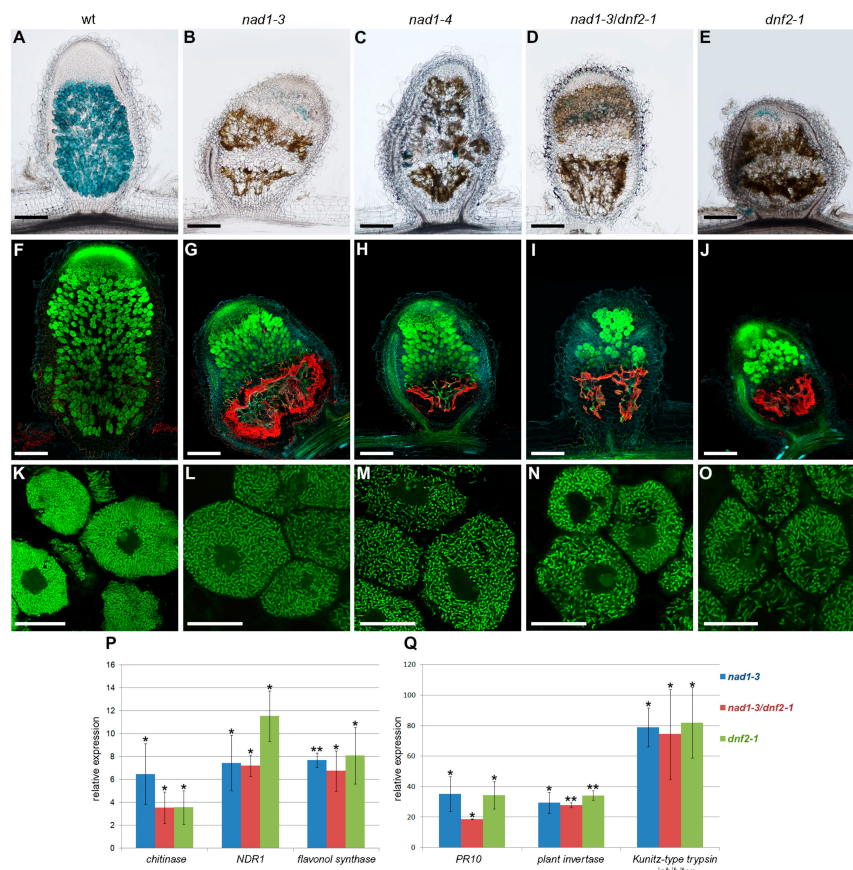 wt nad1-3 nad1-4 nad1-3/dnf2-1 dnf2-1
A B C D E
F G H I J
K L M N O
P Q
16
14
12
10
8
6
4
2
0
relative expression
chitinase NDR1 flavonol synthase
* * * * * * ** * *
120
100
80
60
40
20
0
relative expression
PR10 plant invertase Kunitz-type trypsin
* * * * ** ** * * *
nad1-3
nad1-3/dnf2-1
dnf2-1